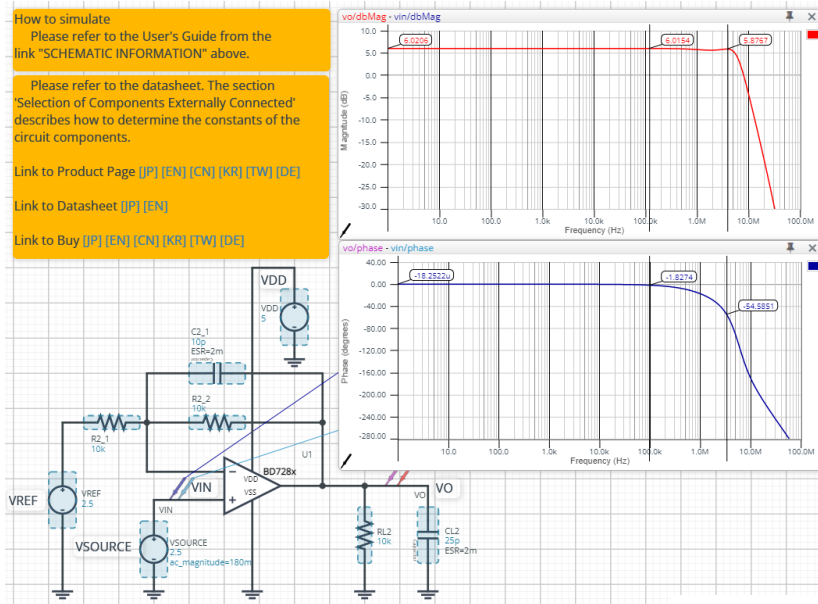 How to simulate
Please refer to the User's Guide from the
link "SCHEMATIC INFORMATION" above.
Please refer to the datasheet. The section
'Selection of Components Externally Connected'
describes how to determine the constants of the
circuit components.
Link to Product Page [JP] [EN] [CN] [KR] [TW] [DE]
Link to Datasheet [JP] [EN]
Link to Buy [JP] [EN] [CN] [KR] [TW] [DE]
vo/dbMag - vin/dbMag
10.0
5.0
0.0
-5.0
-10.0
-15.0
-20.0
-25.0
-30.0
Magnitude (dB)
6.0206
6.0154
5.8767
10.0
100.0
1.0k
10.0k
100.0k
1.0M
10.0M
100.0M
Frequency (Hz)
vo/phase - vin/phase
40.00
0.00
-40.00
-80.00
-120.00
-160.00
-200.00
-240.00
-280.00
Phase (degrees)
-18.2522u
-1.8274
-54.5851
10.0
100.0
1.0k
10.0k
100.0k
1.0M
10.0M
100.0M
Frequency (Hz)
VDD
VDD
5
C2_1
10p
ESR=2m
R2_2
10k
R2_1
10k
U1
BD728x
VDD
VSS
VREF
VREF
2.5
VIN
VIN
VSOURCE
VSOURCE
2.5
ac_magnitude=180m
VO
VO
RL2
10k
CL2
25p
ESR=2m